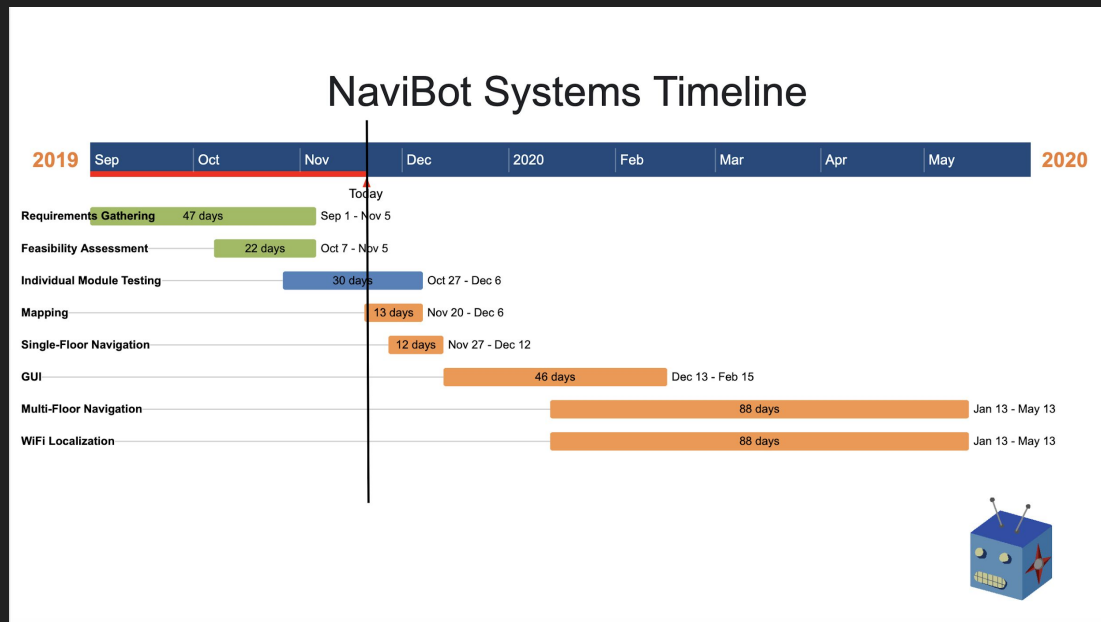 NaviBot Systems Timeline
2019 Sep Oct Nov Dec 2020 Feb Mar Apr May 2020
Today
Requirements Gathering 47 days Sep 1 - Nov 5
Feasibility Assessment 22 days Oct 7 - Nov 5
Individual Module Testing 30 days Oct 27 - Dec 6
Mapping 13 days Nov 20 - Dec 6
Single-Floor Navigation 12 days Nov 27 - Dec 12
GUI 46 days Dec 13 - Feb 15
Multi-Floor Navigation 88 days Jan 13 - May 13
WiFi Localization 88 days Jan 13 - May 13